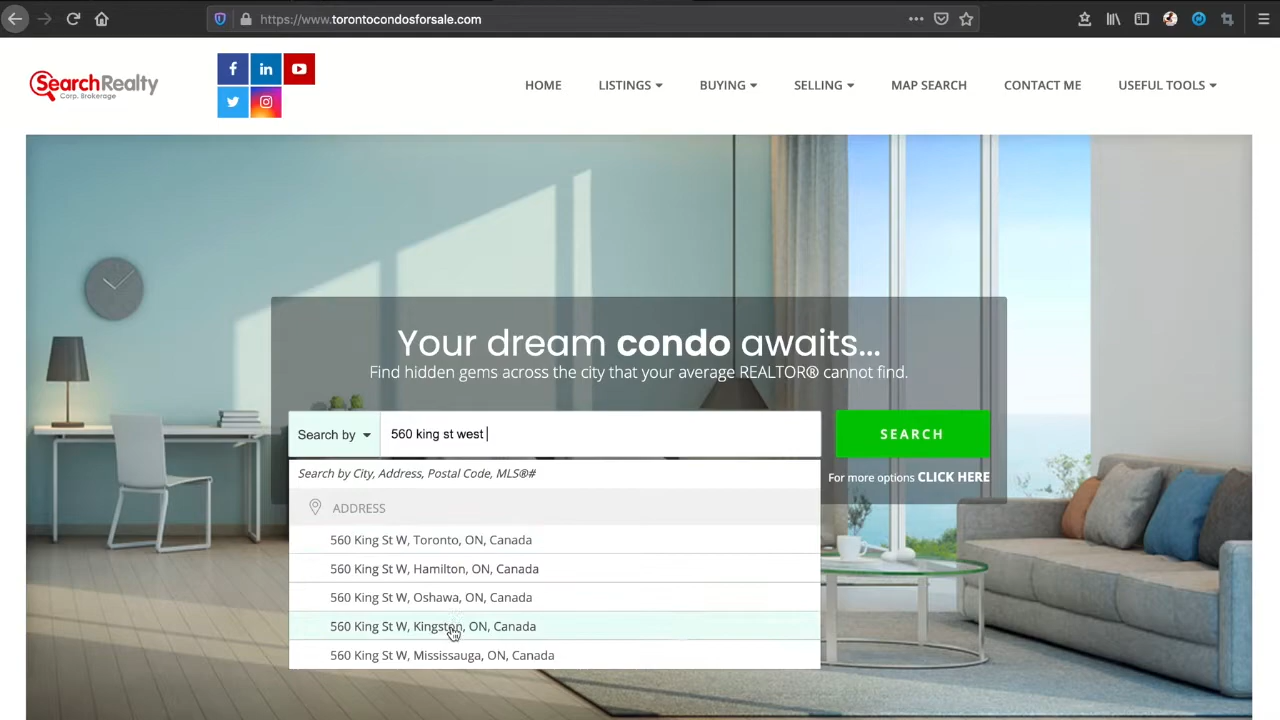 https://www.torontocondosforsale.com
SearchRealty
Corp. Brokerage
HOME
LISTINGS
BUYING
SELLING
MAP SEARCH
CONTACT ME
USEFUL TOOLS
Your dream condo awaits...
Find hidden gems across the city that your average REALTOR® cannot find.
Search by
560 king st west
SEARCH
Search by City, Address, Postal Code, MLS®#
For more options CLICK HERE
ADDRESS
560 King St W, Toronto, ON, Canada
560 King St W, Hamilton, ON, Canada
560 King St W, Oshawa, ON, Canada
560 King St W, Kingston, ON, Canada
560 King St W, Mississauga, ON, Canada